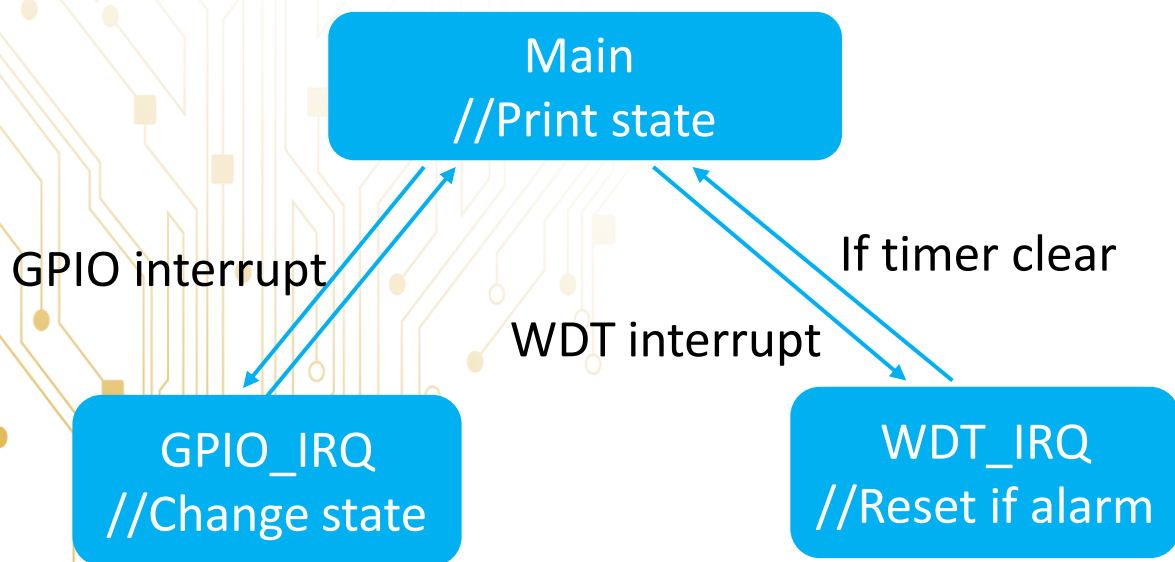 Main
//Print state
GPIO interrupt
If timer clear
WDT interrupt
GPIO_IRQ
//Change state
WDT_IRQ
//Reset if alarm